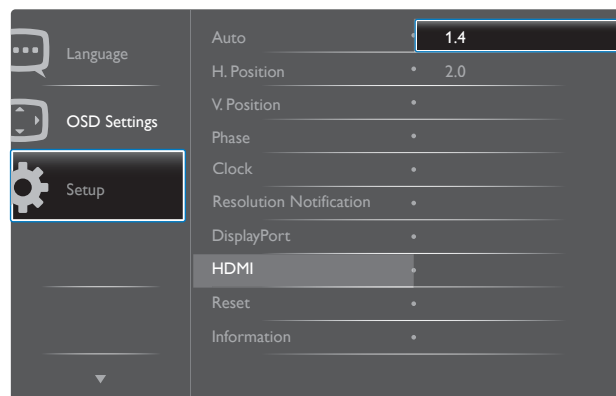 Language
OSD Settings
Setup
Auto
H. Position
V. Position
Phase
Clock
Resolution Notification
DisplayPort
HDMI
Reset
Information
1.4
2.0